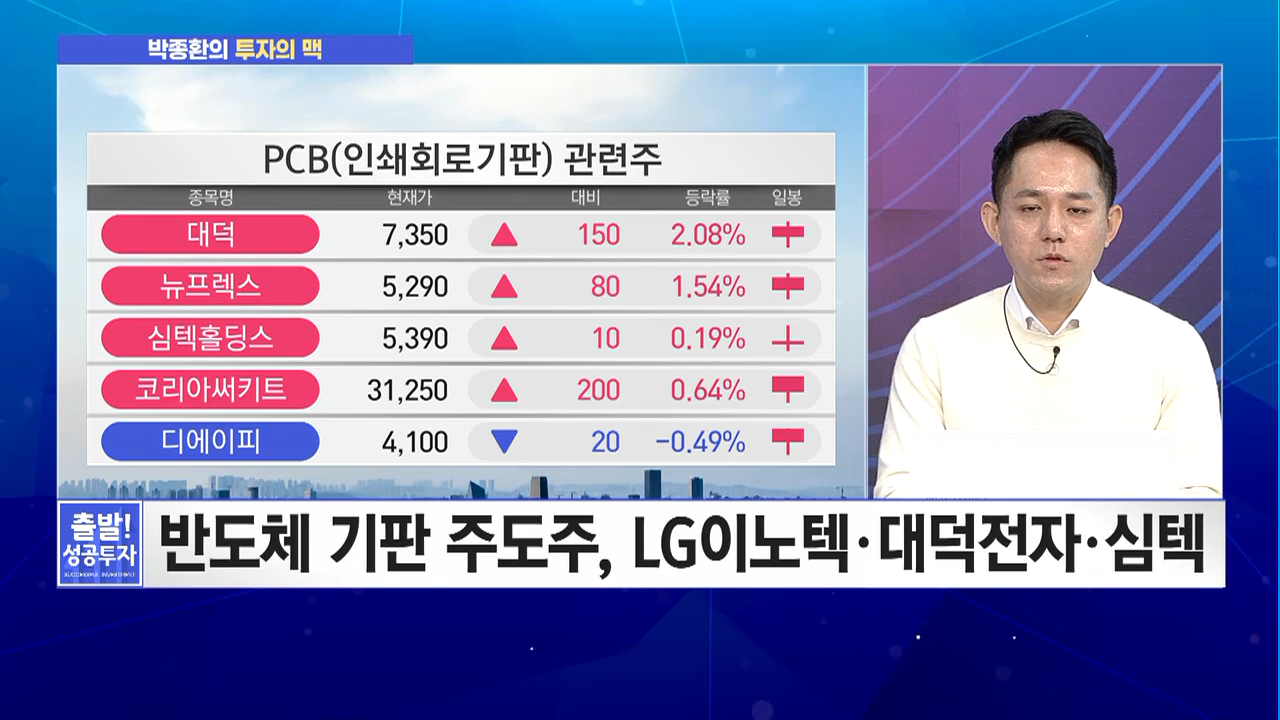 박종환의 투자의 맥
PCB(인쇄회로기판) 관련주
종목명 현재가 대비 등락률 일봉
대덕 7,350 ▲ 150 2.08%
뉴프렉스 5,290 ▲ 80 1.54%
심텍홀딩스 5,390 ▲ 10 0.19%
코리아써키트 31,250 ▲ 200 0.64%
디에이피 4,100 ▼ 20 -0.49%
출발!
성공투자
SUCCESSFUL INVESTMENT
반도체 기판 주도주, LG이노텍·대덕전자·심텍